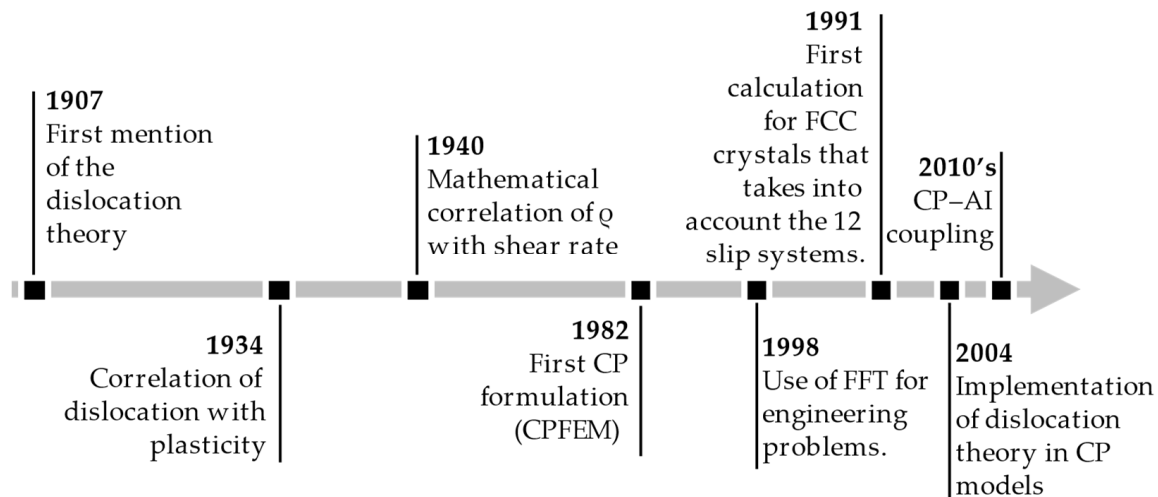 1907
First mention
of the
dislocation
theory
1934
Correlation of
dislocation with
plasticity
1940
Mathematical
correlation of ϱ
with shear rate
1982
First CP
formulation
(CPFEM)
1998
Use of FFT for
engineering
problems.
1991
First
calculation
for FCC
crystals that
takes into
account the 12
slip systems.
2004
Implementation
of dislocation
theory in CP
models
2010's
CP–AI
coupling